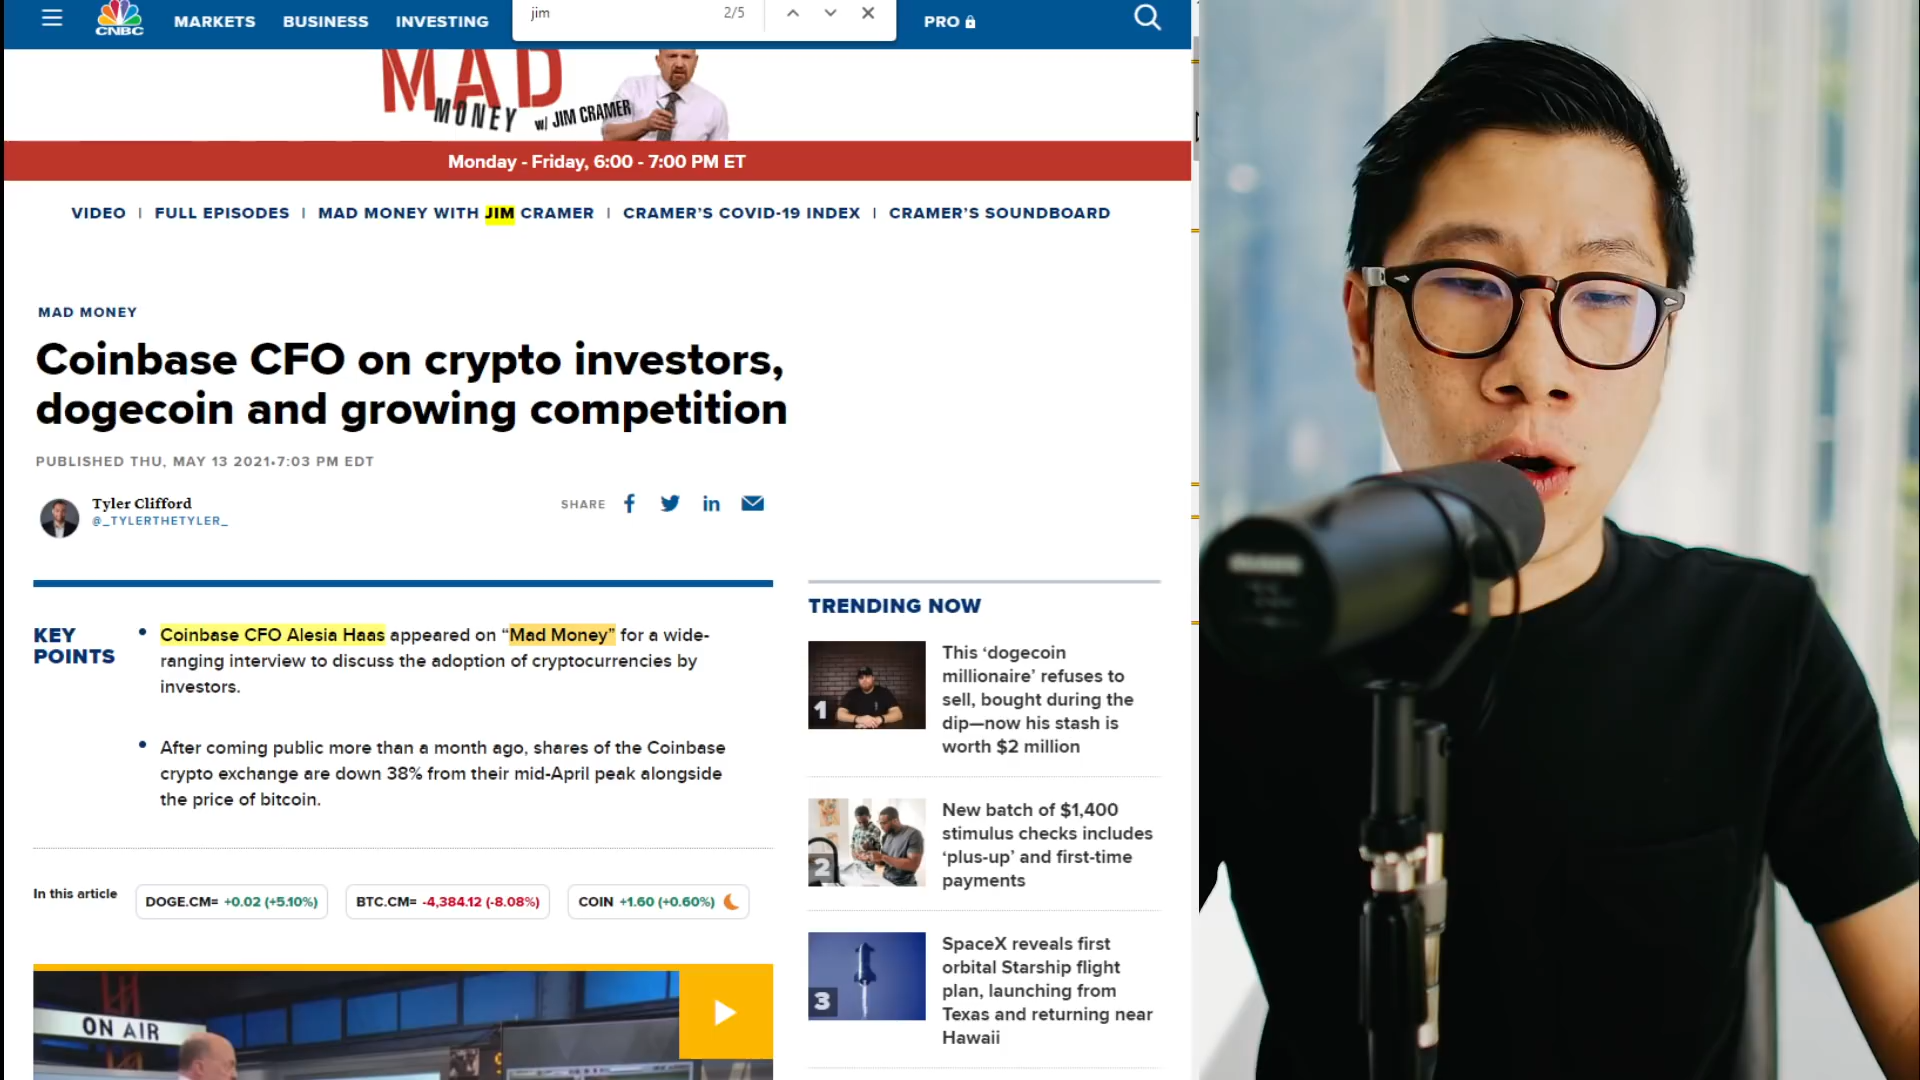 CNBC
MARKETS
BUSINESS
INVESTING
jim
2/5
PRO
MAD
MONEY w/ JIM CRAMER
Monday - Friday, 6:00 - 7:00 PM ET
VIDEO | FULL EPISODES | MAD MONEY WITH JIM CRAMER | CRAMER'S COVID-19 INDEX | CRAMER'S SOUNDBOARD
MAD MONEY
Coinbase CFO on crypto investors,
dogecoin and growing competition
PUBLISHED THU, MAY 13 2021•7:03 PM EDT
Tyler Clifford
@_TYLERTHETYLER_
SHARE
KEY
POINTS
• Coinbase CFO Alesia Haas appeared on “Mad Money” for a wide-
ranging interview to discuss the adoption of cryptocurrencies by
investors.
• After coming public more than a month ago, shares of the Coinbase
crypto exchange are down 38% from their mid-April peak alongside
the price of bitcoin.
In this article
DOGE.CM= +0.02 (+5.10%)
BTC.CM= -4,384.12 (-8.08%)
COIN +1.60 (+0.60%)
ON AIR
TRENDING NOW
1
This ‘dogecoin
millionaire’ refuses to
sell, bought during the
dip—now his stash is
worth $2 million
2
New batch of $1,400
stimulus checks includes
‘plus-up’ and first-time
payments
3
SpaceX reveals first
orbital Starship flight
plan, launching from
Texas and returning near
Hawaii